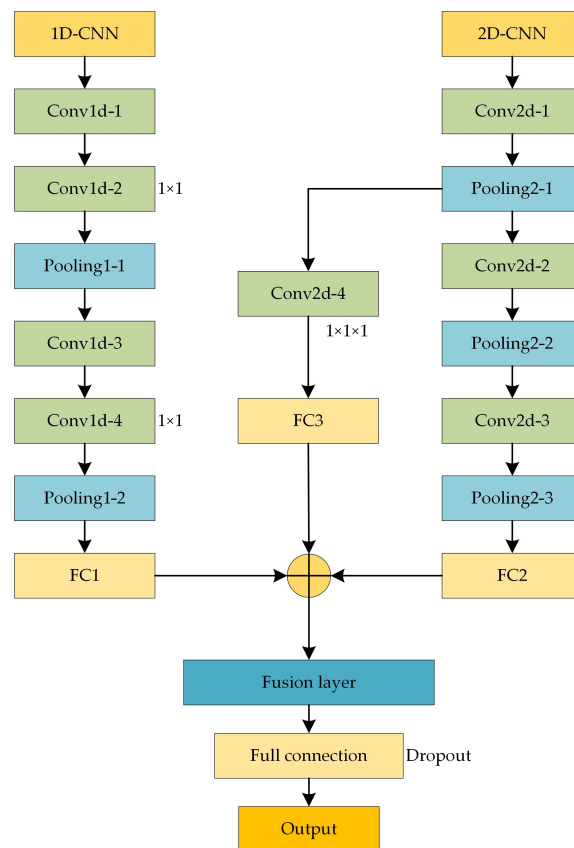 1D-CNN
2D-CNN
Conv1d-1
Conv2d-1
Conv1d-2
1×1
Pooling2-1
Pooling1-1
Conv2d-2
Conv2d-4
1×1×1
Conv1d-3
Pooling2-2
Conv1d-4
1×1
FC3
Conv2d-3
Pooling1-2
Pooling2-3
FC1
FC2
Fusion layer
Full connection
Dropout
Output